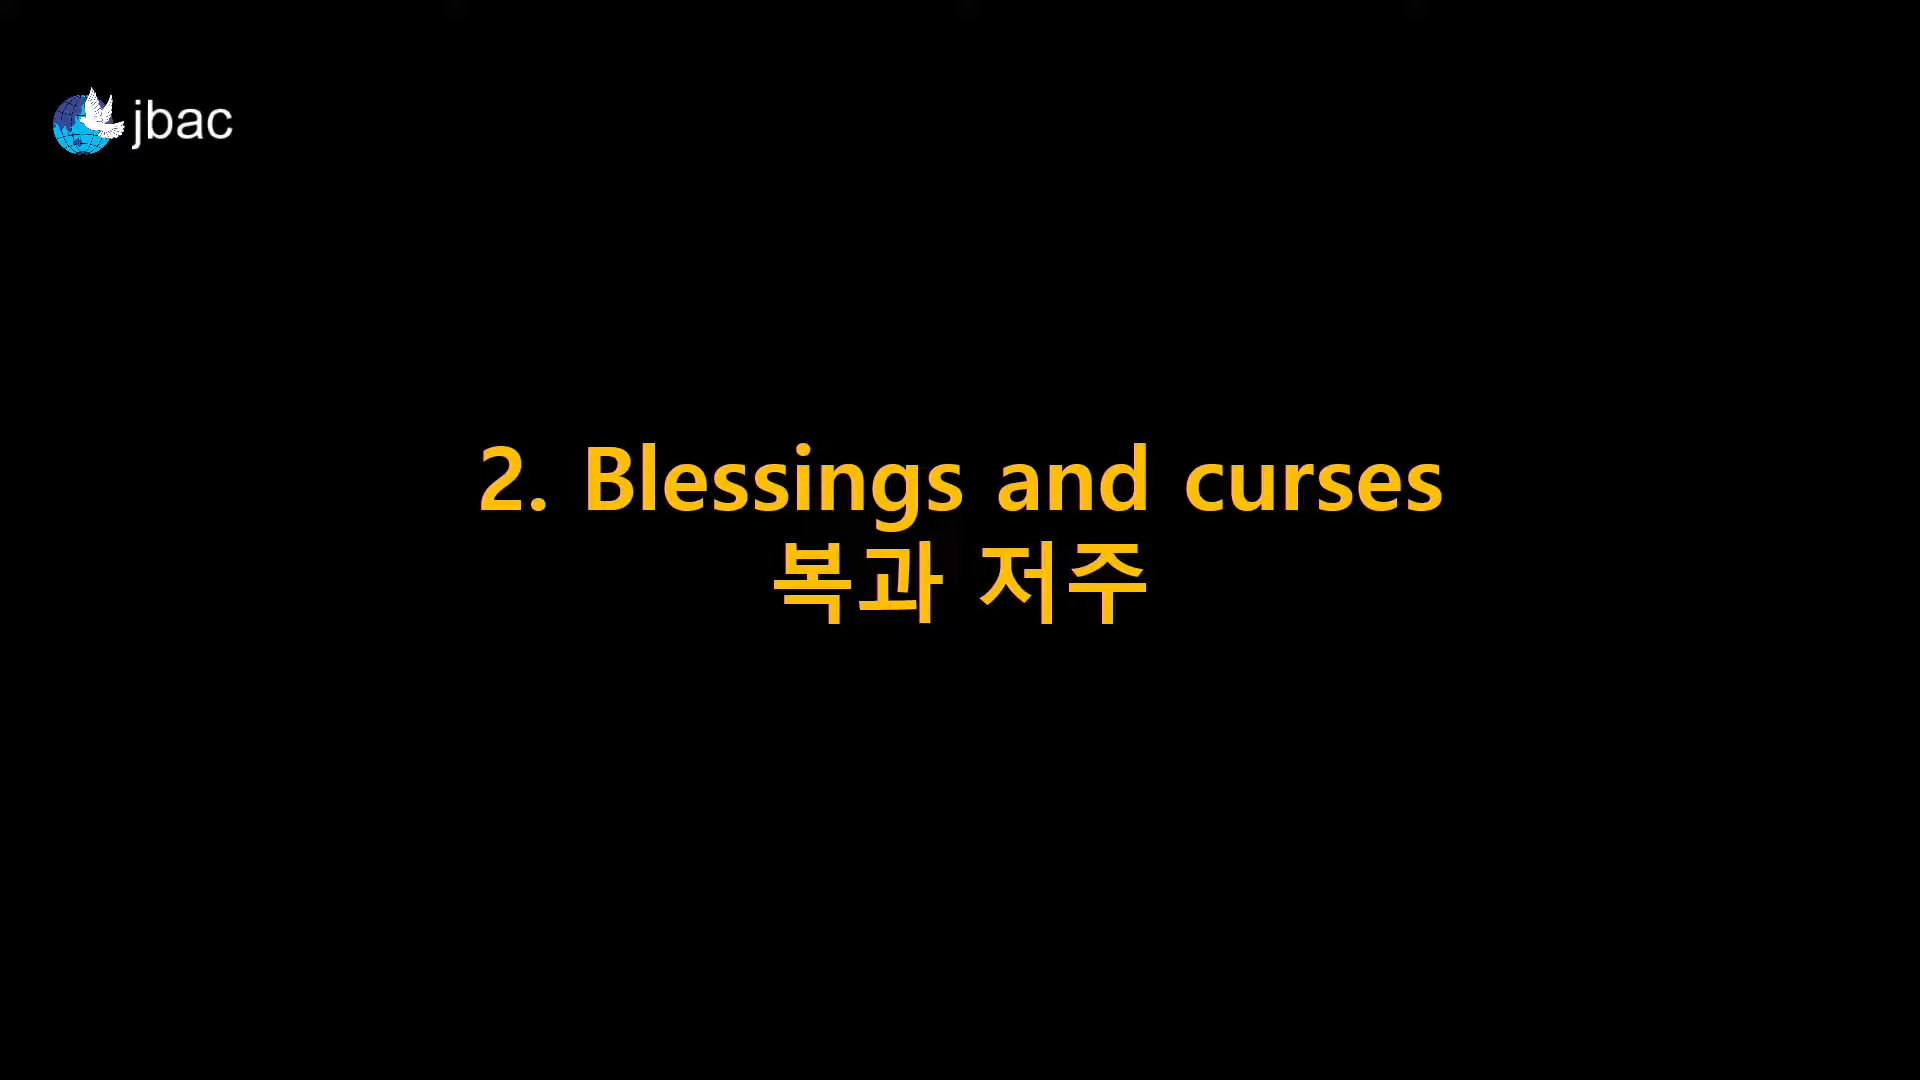 jbac
2. Blessings and curses
복과 저주